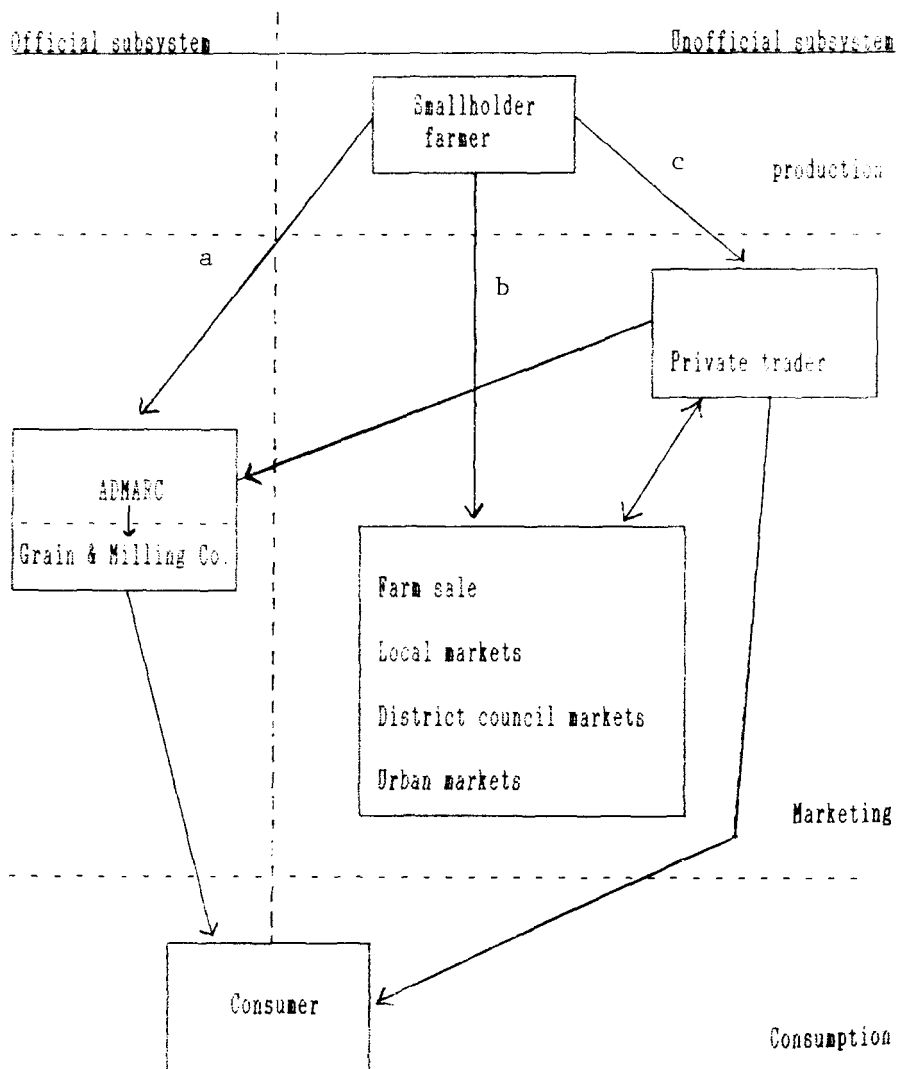 Official subsystem
Unofficial subsystem
Smallholder
farmer
c
production
a
b
Private trader
ADMARC
Grain & Milling Co.
Farm sale
Local markets
District council markets
Urban markets
Marketing
Consumer
Consumption